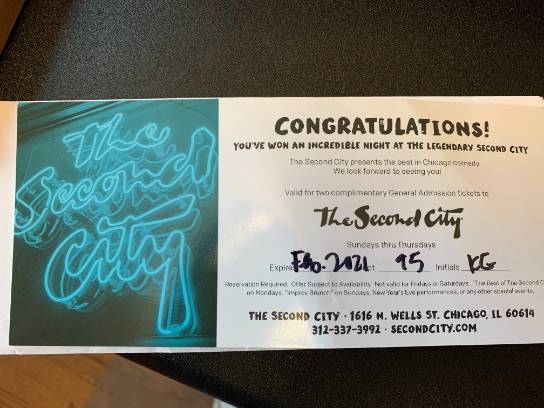 The
Second
City
CONGRATULATIONS!
YOU'VE WON AN INCREDIBLE NIGHT AT THE LEGENDARY SECOND CITY
The Second City presents the best in Chicago comedy.
We look forward to seeing you!
Valid for two complimentary General Admission tickets to
The Second City
Sundays thru Thursdays
Expire Feb. 2021 95 Initials KG
Reservation Required. Offer Subject to Availability. Not valid for Fridays or Saturdays, "The Best of The Second C
on Mondays, "Improv Brunch" on Sundays, New Year's Eve performances, or any other special events.
THE SECOND CITY · 1616 N. WELLS ST. CHICAGO, IL 60614
312-337-3992 · SECONDCITY.COM